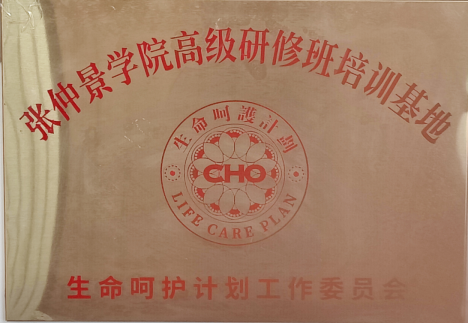 张仲景学院高级研修班培训基地
生命呵護計划
CHO
LIFE CARE PLAN
生命呵护计划工作委员会